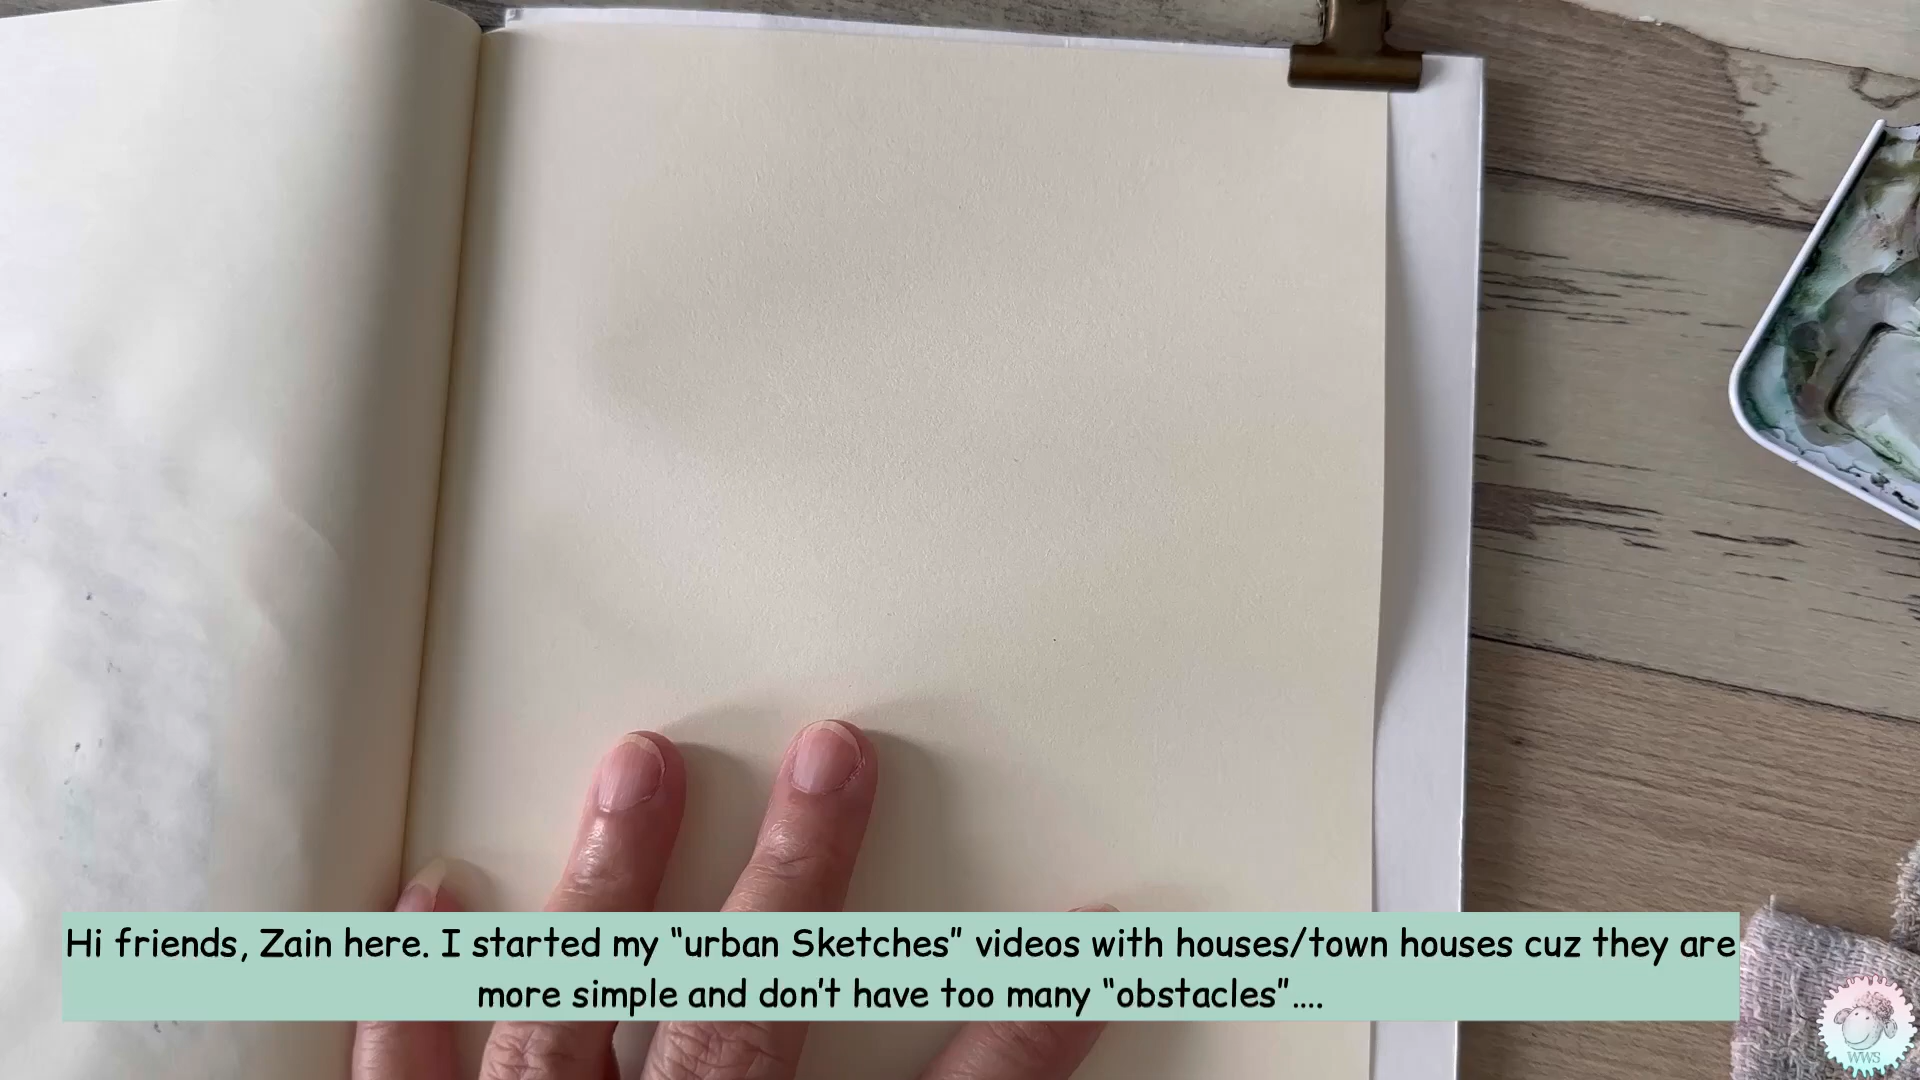 Hi friends, Zain here. I started my “urban Sketches” videos with houses/town houses cuz they are
more simple and don't have too many “obstacles”....
WWS